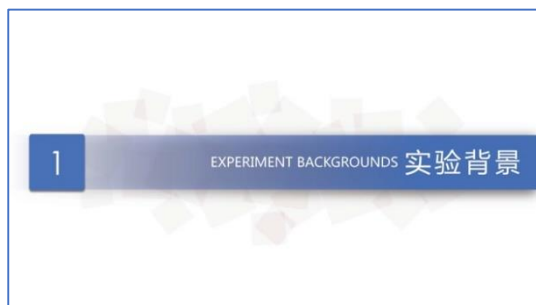 1
EXPERIMENT BACKGROUNDS 实验背景